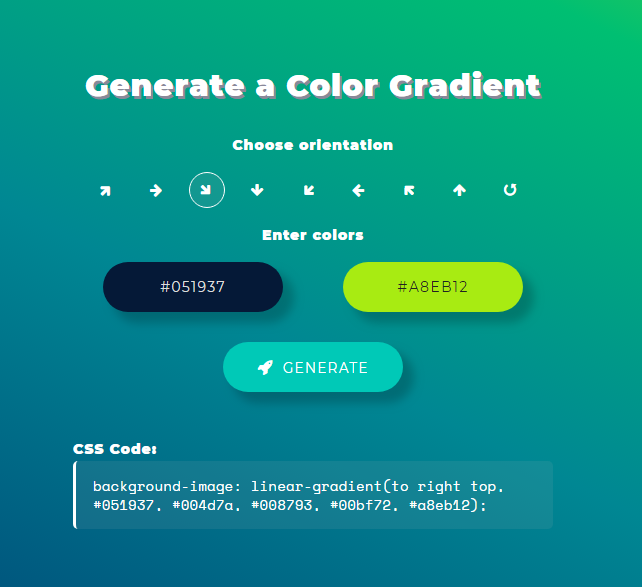 Generate a Color Gradient
Choose orientation
Enter colors
#051937 #A8EB12
GENERATE
CSS Code:
background-image: linear-gradient(to right top,
#051937, #004d7a, #008793, #00bf72, #a8eb12);